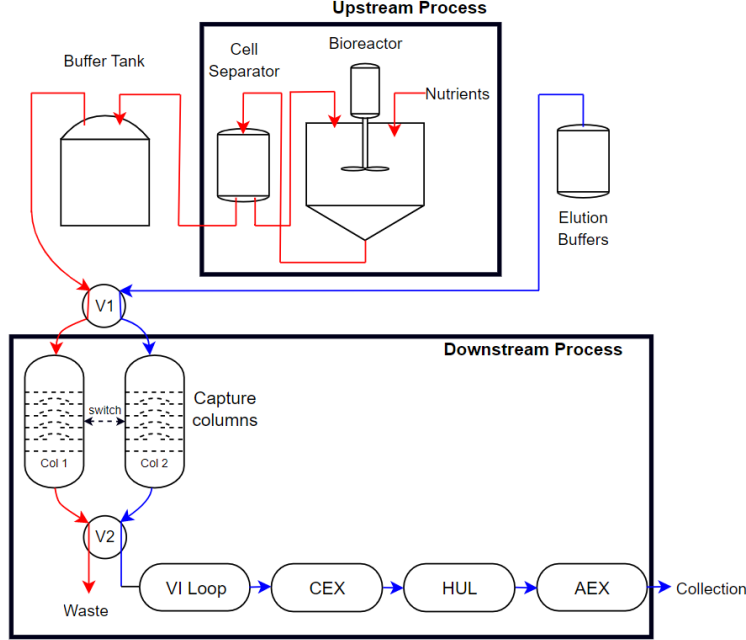 Upstream Process
Bioreactor
Cell
Separator
Buffer Tank
Nutrients
Elution
Buffers
V1
Downstream Process
Capture
columns
switch
Col 1
Col 2
V2
VI Loop
CEX
HUL
AEX
Collection
Waste